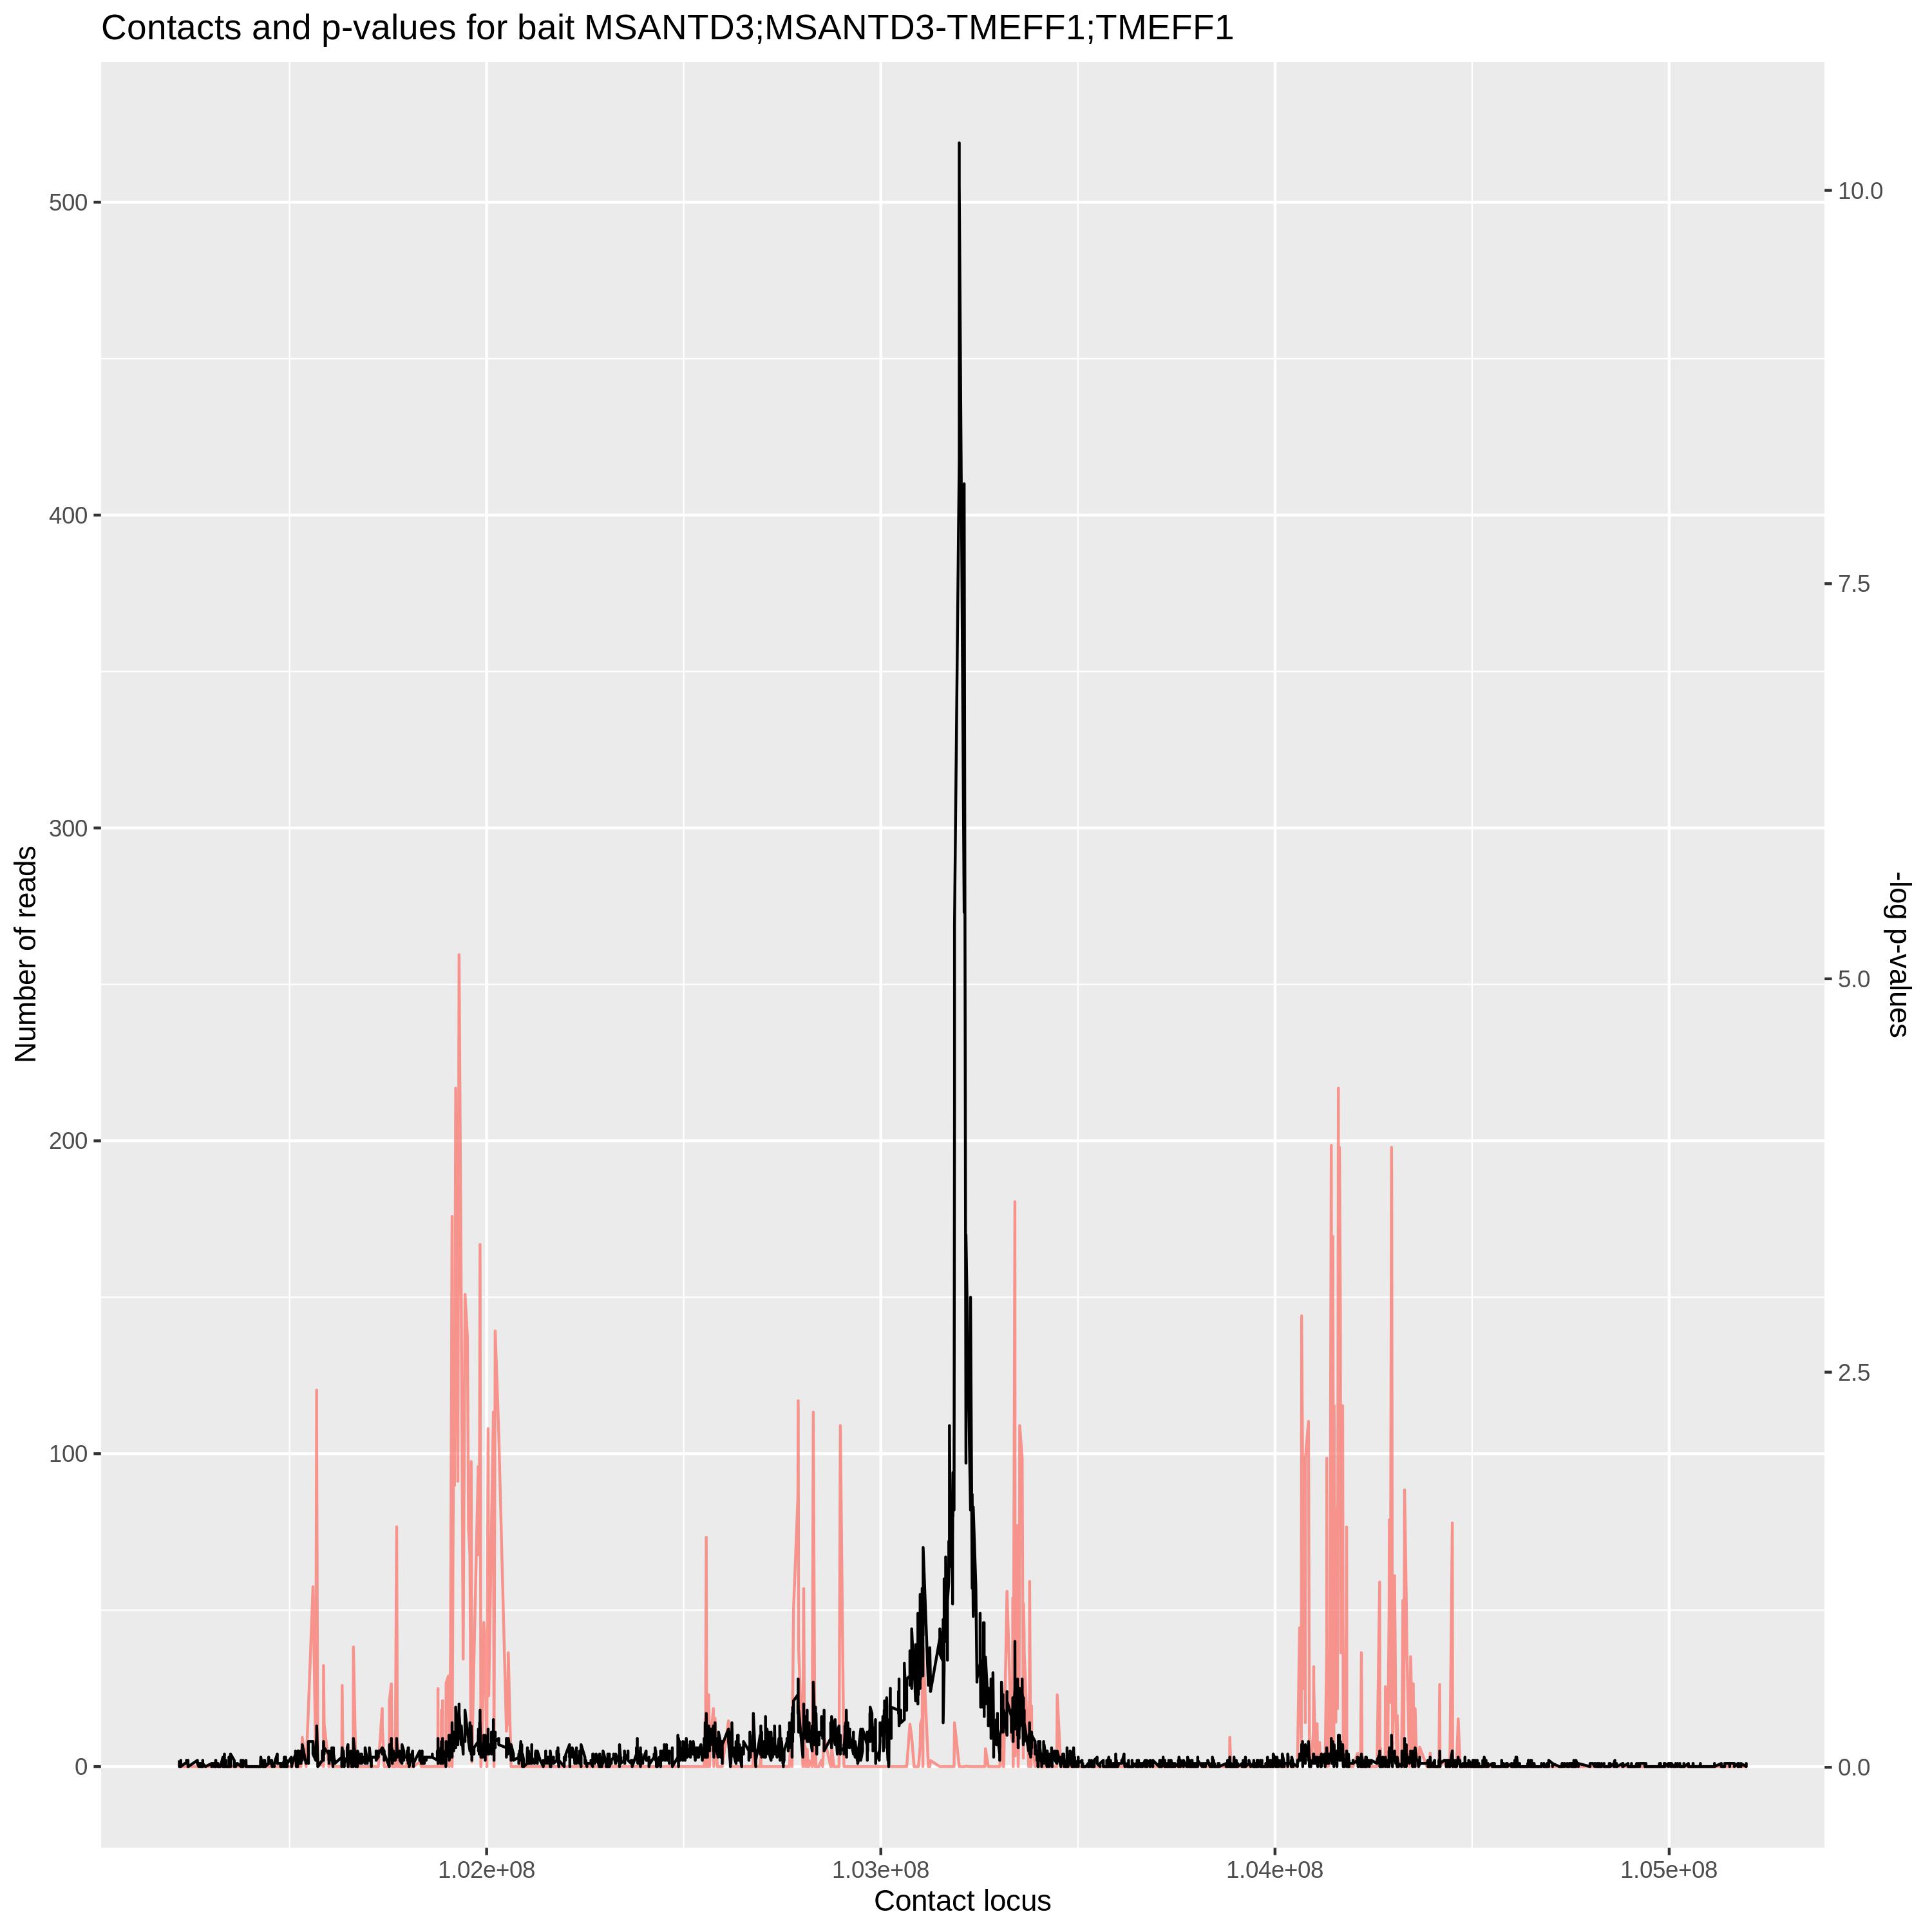 Contacts and p-values for bait MSANTD3;MSANTD3-TMEFF1;TMEFF1
Number of reads
500
400
300
200
100
0
10.0
7.5
5.0
2.5
0.0
-log p-values
1.02e+08
1.03e+08
1.04e+08
1.05e+08
Contact locus